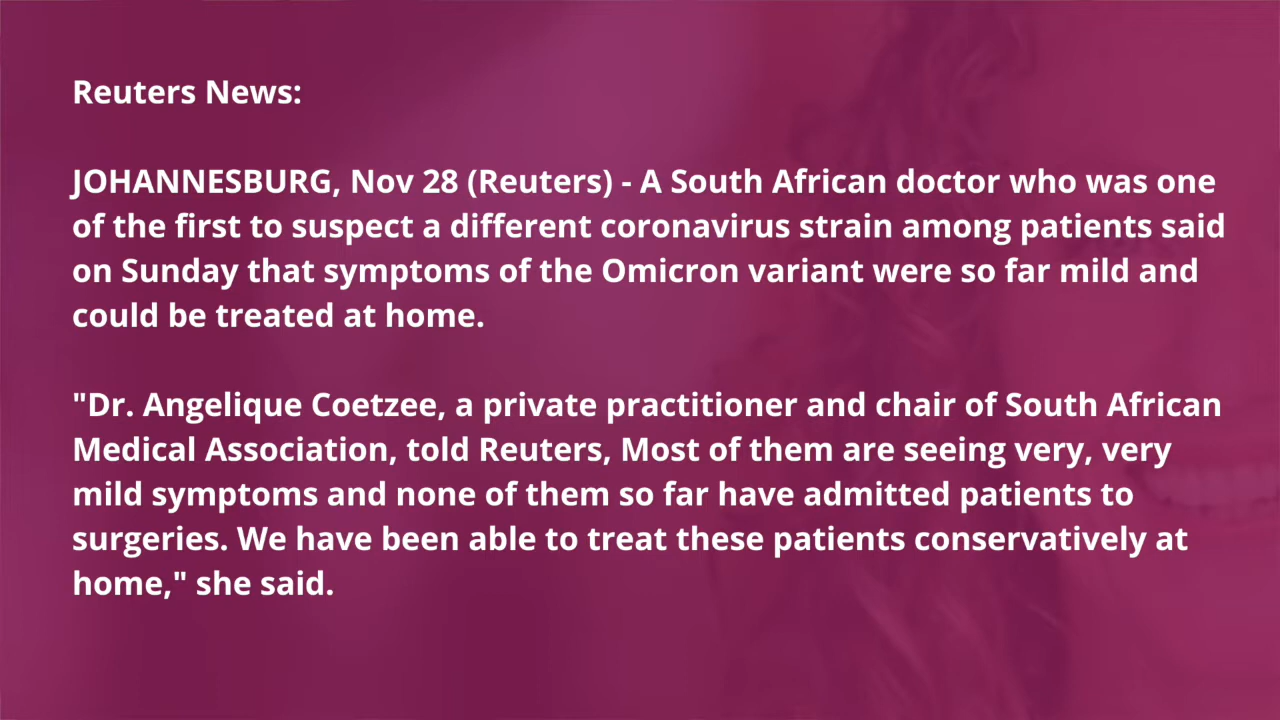 Reuters News:
JOHANNESBURG, Nov 28 (Reuters) - A South African doctor who was one
of the first to suspect a different coronavirus strain among patients said
on Sunday that symptoms of the Omicron variant were so far mild and
could be treated at home.
"Dr. Angelique Coetzee, a private practitioner and chair of South African
Medical Association, told Reuters, Most of them are seeing very, very
mild symptoms and none of them so far have admitted patients to
surgeries. We have been able to treat these patients conservatively at
home," she said.